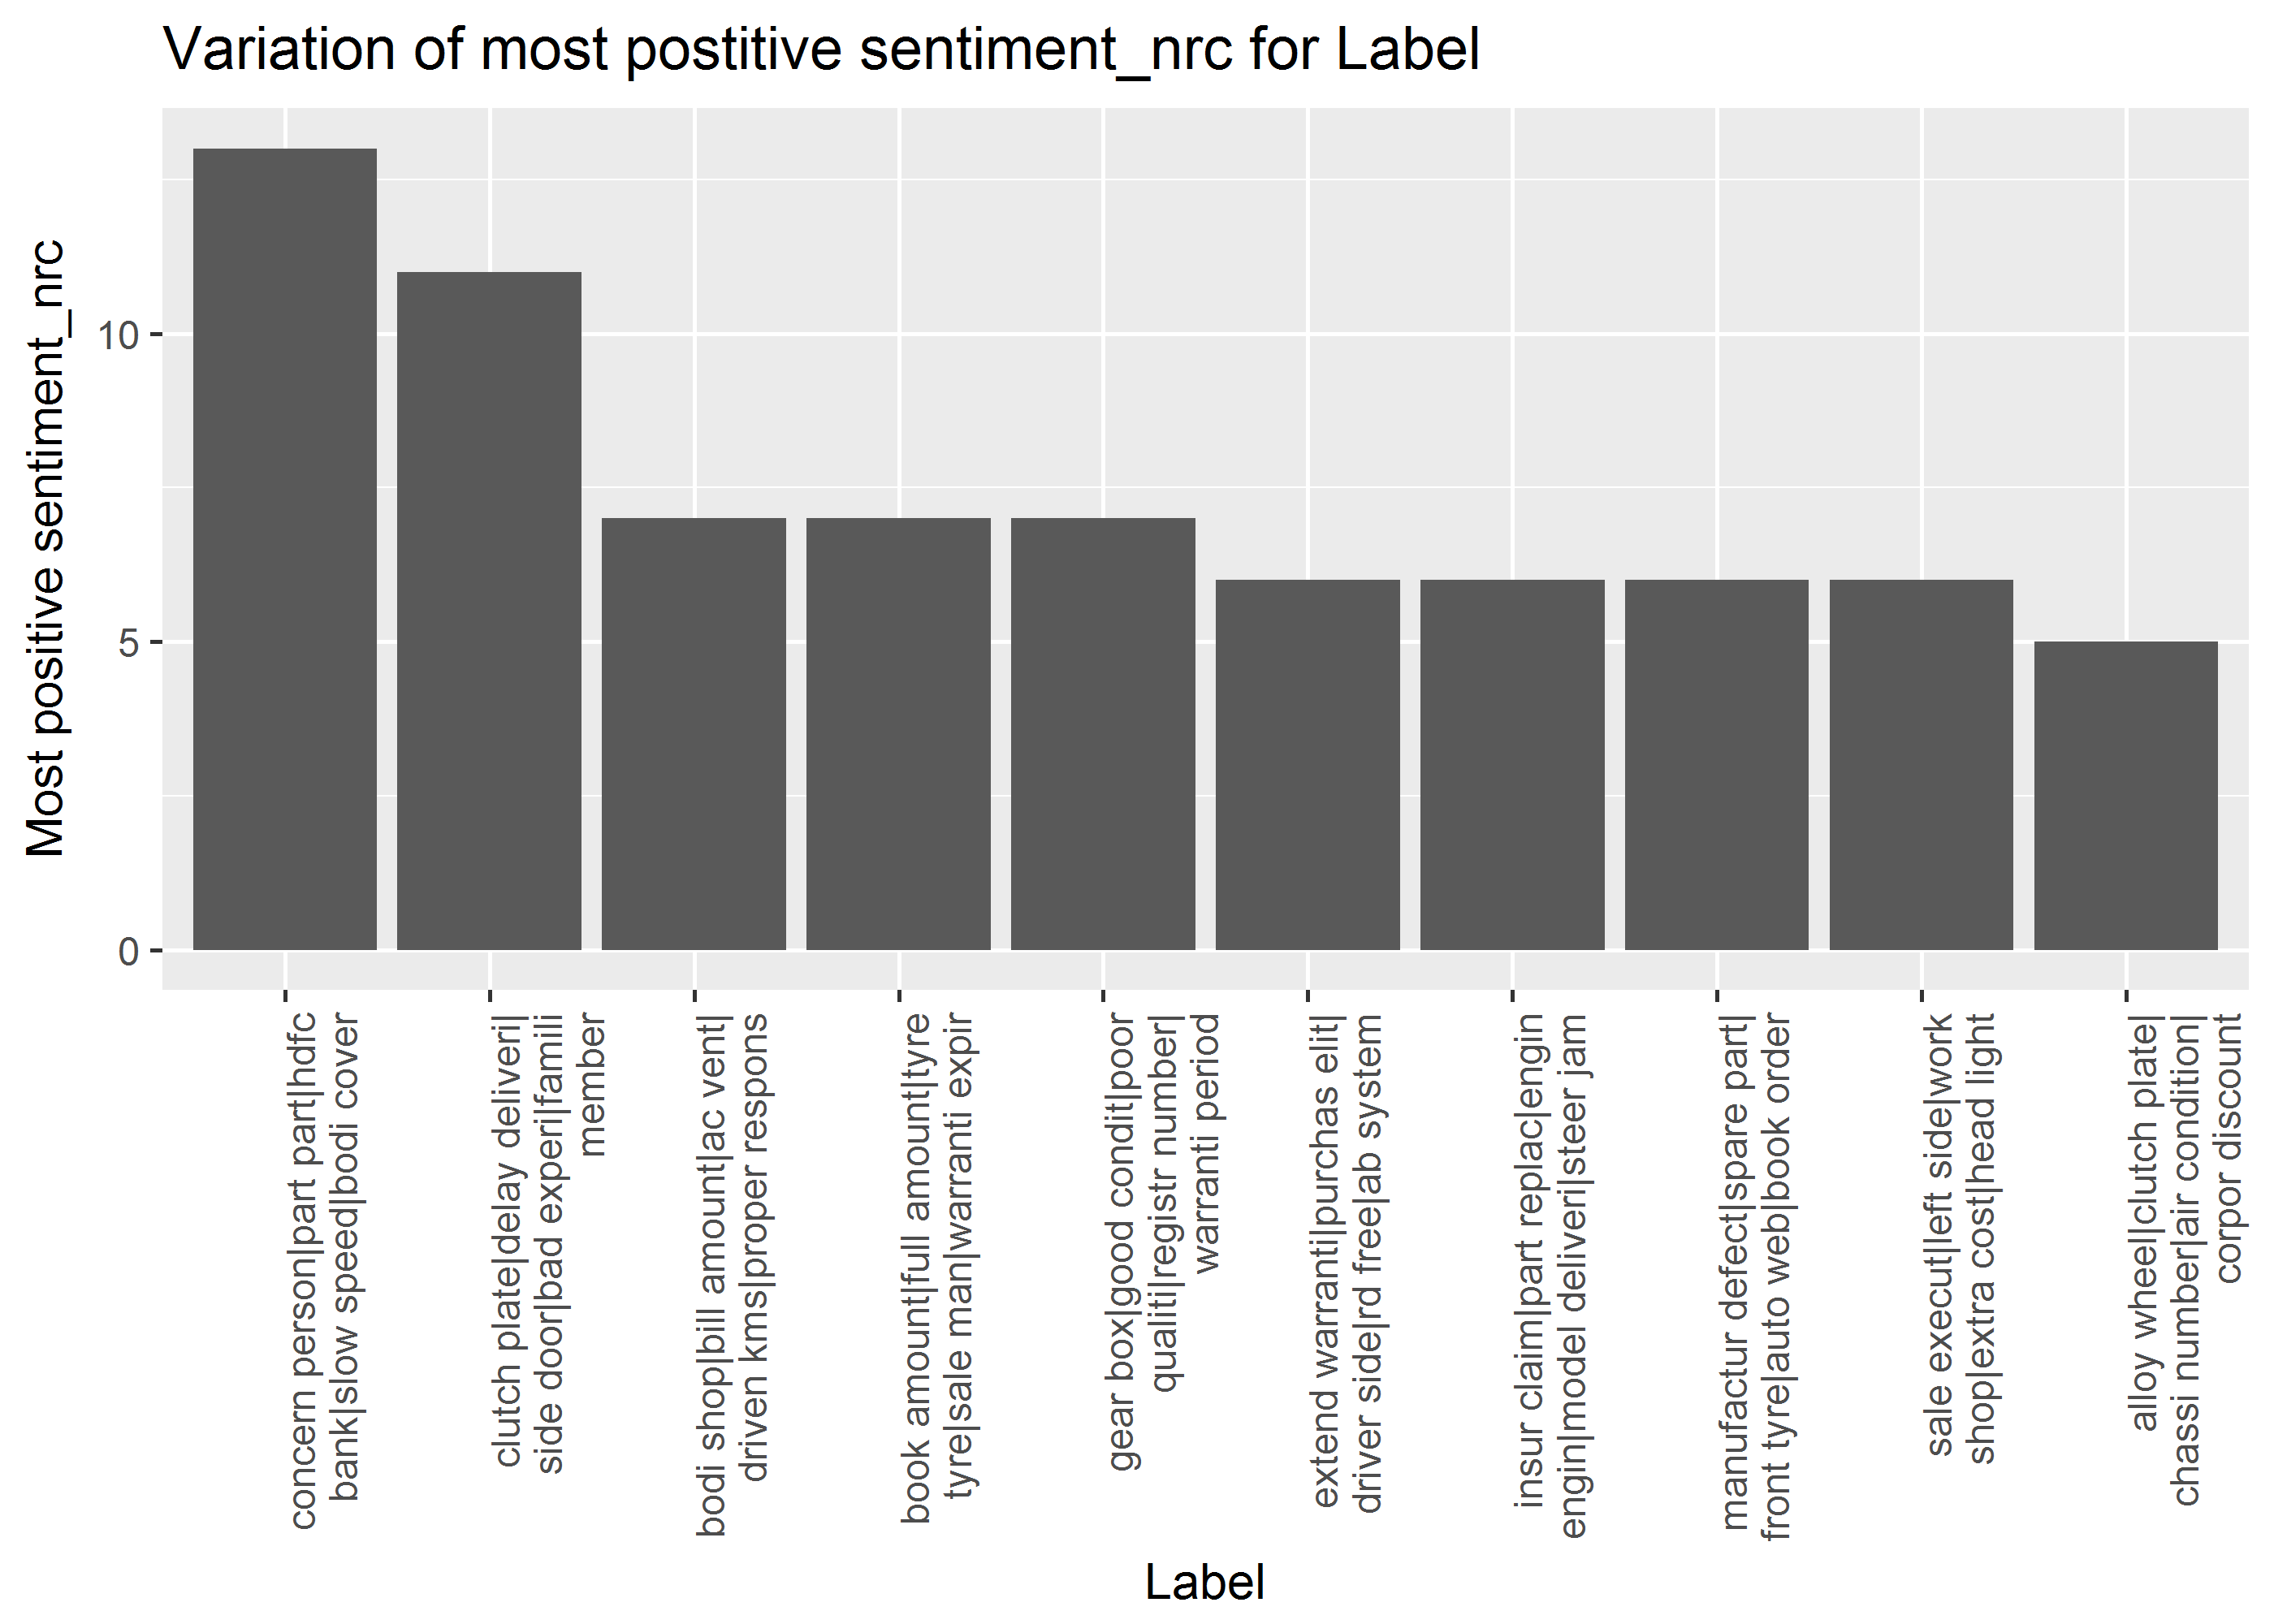 Variation of most postitive sentiment_nrc for Label
Most positive sentiment_nrc
10
5
0
concern person|part part|hdfc
bank|slow speed|bodi cover
clutch plate|delay deliveri|
side door|bad experi|famili
member
bodi shop|bill amount|ac vent|
driven kms|proper respons
book amount|full amount|tyre
tyre|sale man|warranti expir
gear box|good condit|poor
qualiti|registr number|
warranti period
extend warranti|purchas elit|
driver side|rd free|ab system
insur claim|part replac|engin
engin|model deliveri|steer jam
manufactur defect|spare part|
front tyre|auto web|book order
sale execut|left side|work
shop|extra cost|head light
alloy wheel|clutch plate|
chassi number|air condition|
corpor discount
Label